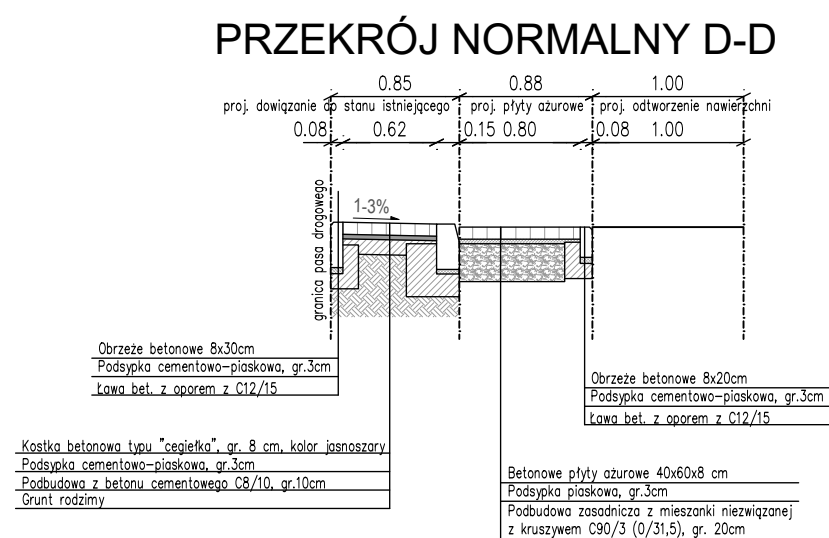 PRZEKRÓJ NORMALNY D-D
0.85 0.88 1.00
proj. dowiązanie do stanu istniejącego proj. płyty ażurowe proj. odtworzenie nawierzchni
0.08 0.62 0.15 0.80 0.08 1.00
granica pasa drogowego
1-3%
Obrzeże betonowe 8x30cm
Podsypka cementowo-piaskowa, gr.3cm
Ława bet. z oporem z C12/15
Obrzeże betonowe 8x20cm
Podsypka cementowo-piaskowa, gr.3cm
Ława bet. z oporem z C12/15
Kostka betonowa typu "cegiełka", gr. 8 cm, kolor jasnoszary
Podsypka cementowo-piaskowa, gr.3cm
Podbudowa z betonu cementowego C8/10, gr.10cm
Grunt rodzimy
Betonowe płyty ażurowe 40x60x8 cm
Podsypka piaskowa, gr.3cm
Podbudowa zasadnicza z mieszanki niezwiązanej
z kruszywem C90/3 (0/31,5), gr. 20cm